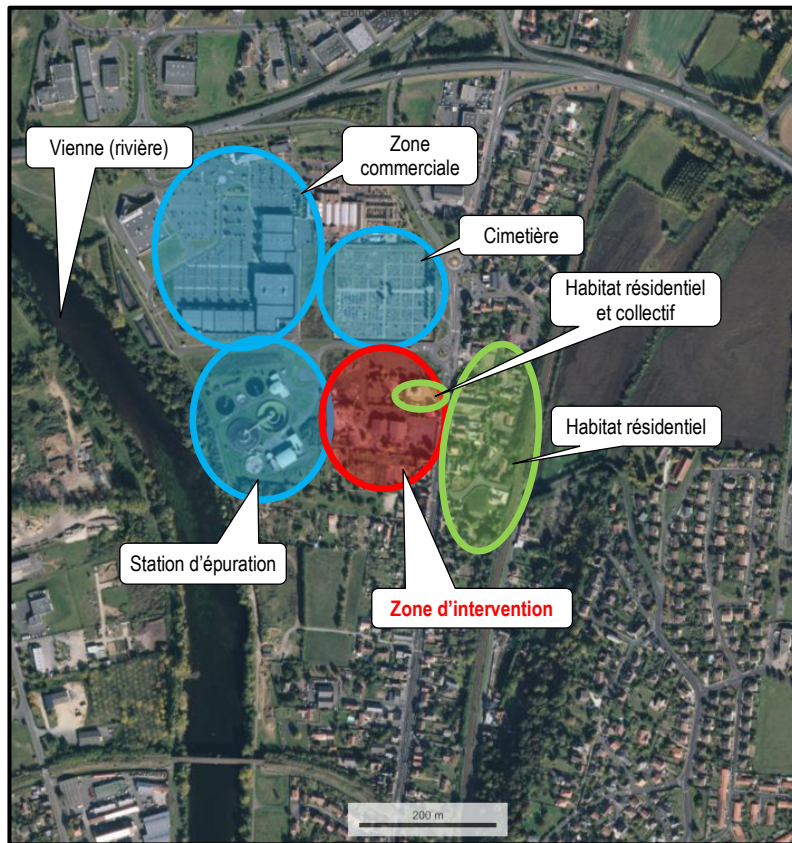 Vienne (rivière)
Zone
commerciale
Cimetière
Habitat résidentiel
et collectif
Habitat résidentiel
Station d'épuration
Zone d'intervention
200 m